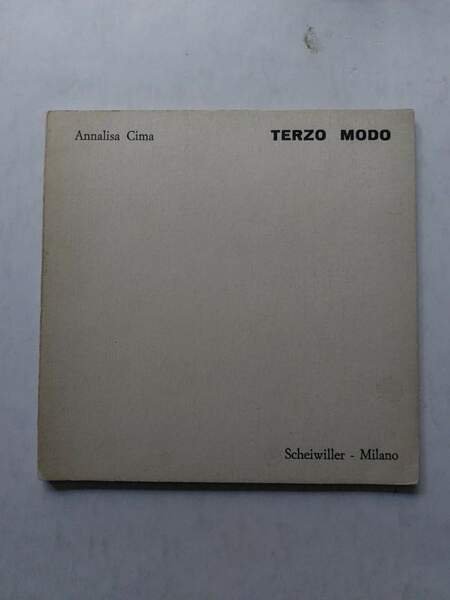 Annalisa Cima TERZO MODO
Scheiwiller - Milano